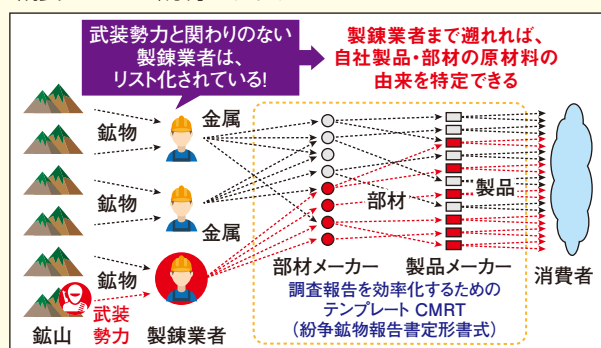 武装勢力と関わりのない
製錬業者は、
リスト化されている!
製錬業者まで遡れれば、
自社製品・部材の原材料の
由来を特定できる
鉱物
金属
鉱物
金属
鉱物
部材
製品
武装
勢力
鉱山
製錬業者
部材メーカー
製品メーカー
消費者
調査報告を効率化するための
テンプレート CMRT
(紛争鉱物報告書定形書式)